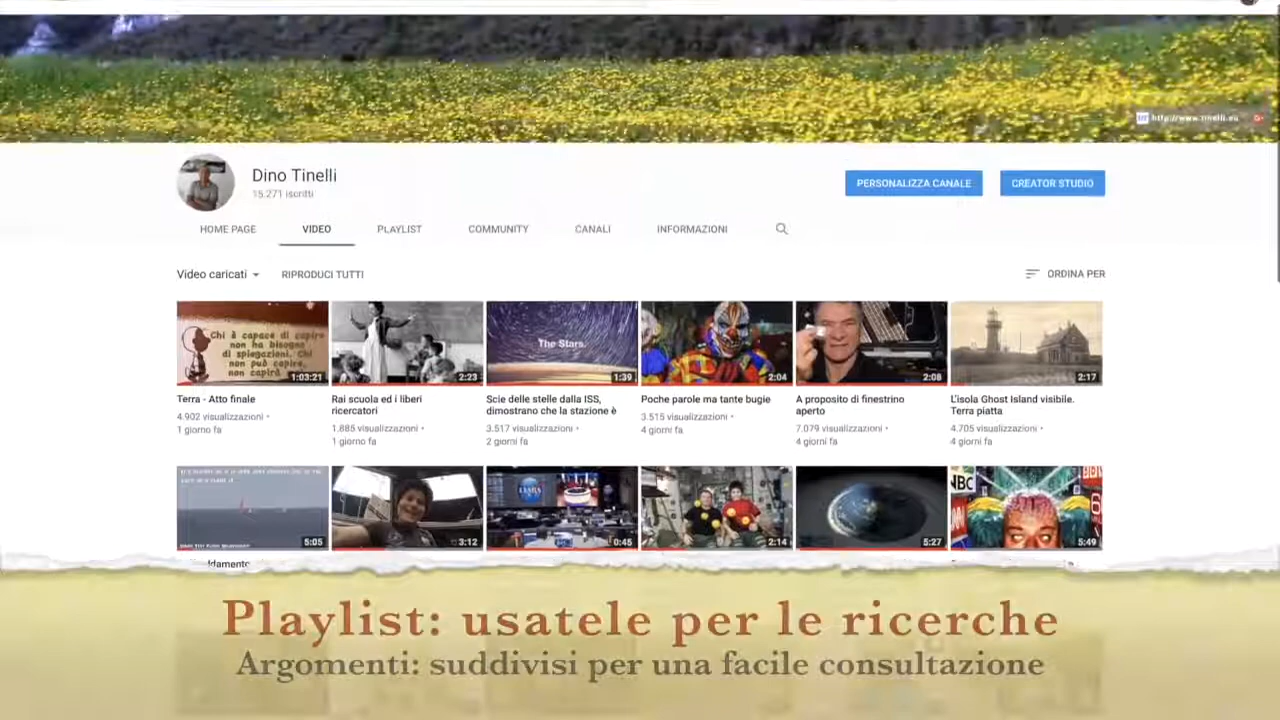 http://www.tinelli.eu
Dino Tinelli
15.271 iscritti
PERSONALIZZA CANALE
CREATOR STUDIO
HOME PAGE
VIDEO
PLAYLIST
COMMUNITY
CANALI
INFORMAZIONI
Video caricati
RIPRODUCI TUTTI
ORDINA PER
Chi è capace di capire
non ha bisogno
di spiegazioni. Chi
non può capire,
non capirà
1:03:21
2:23
The Stars.
1:39
2:04
2:08
2:17
Terra - Atto finale
4.902 visualizzazioni •
1 giorno fa
Rai scuola ed i liberi
ricercatori
1.885 visualizzazioni •
1 giorno fa
Scie delle stelle dalla ISS,
dimostrano che la stazione è
3.517 visualizzazioni •
2 giorni fa
Poche parole ma tante bugie
3.515 visualizzazioni •
4 giorni fa
A proposito di finestrino
aperto
7.079 visualizzazioni •
4 giorni fa
L'isola Ghost Island visibile.
Terra piatta
4.705 visualizzazioni •
4 giorni fa
5:05
3:12
NASA
0:45
2:14
5:27
NBC
CNN
5:49
Playlist: usatele per le ricerche
Argomenti: suddivisi per una facile consultazione